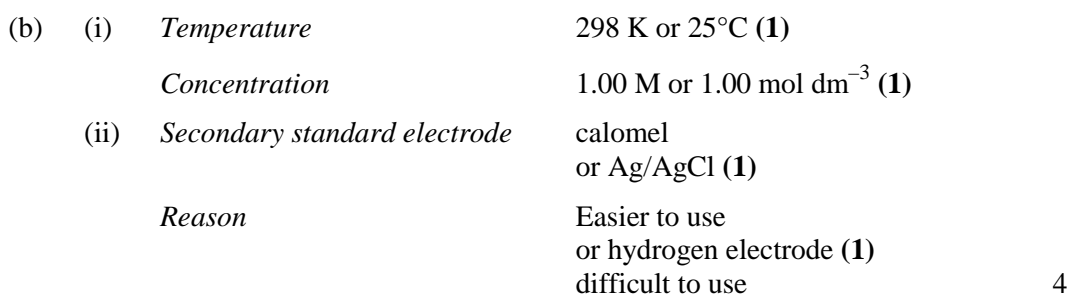 (b) (i) Temperature 298 K or 25°C (1)
Concentration 1.00 M or 1.00 mol dm⁻³ (1)
(ii) Secondary standard electrode calomel
or Ag/AgCl (1)
Reason Easier to use
or hydrogen electrode (1)
difficult to use 4